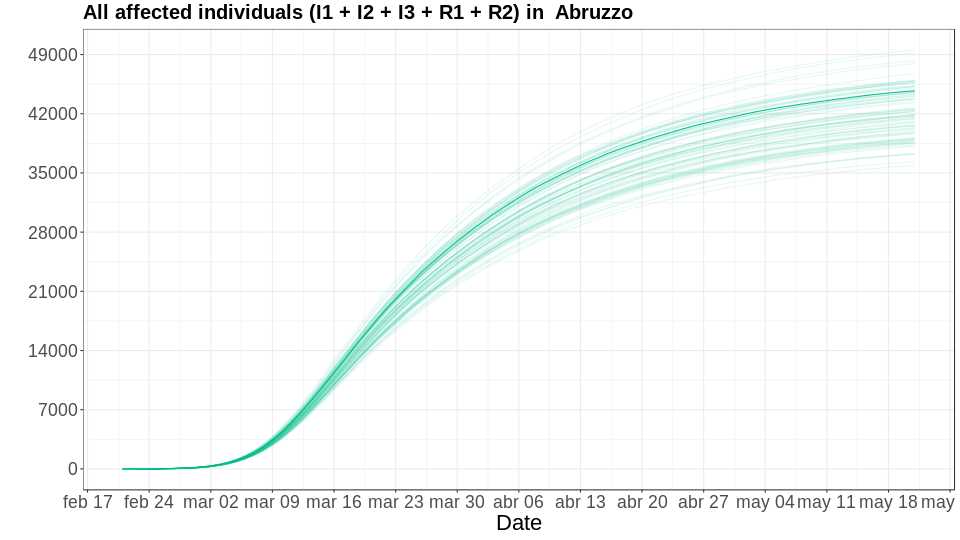 All affected individuals (I1 + I2 + I3 + R1 + R2) in  Abruzzo
49000
42000
35000
28000
21000
14000
7000
0
feb 17 feb 24 mar 02 mar 09 mar 16 mar 23 mar 30 abr 06 abr 13 abr 20 abr 27 may 04 may 11 may 18 may
Date